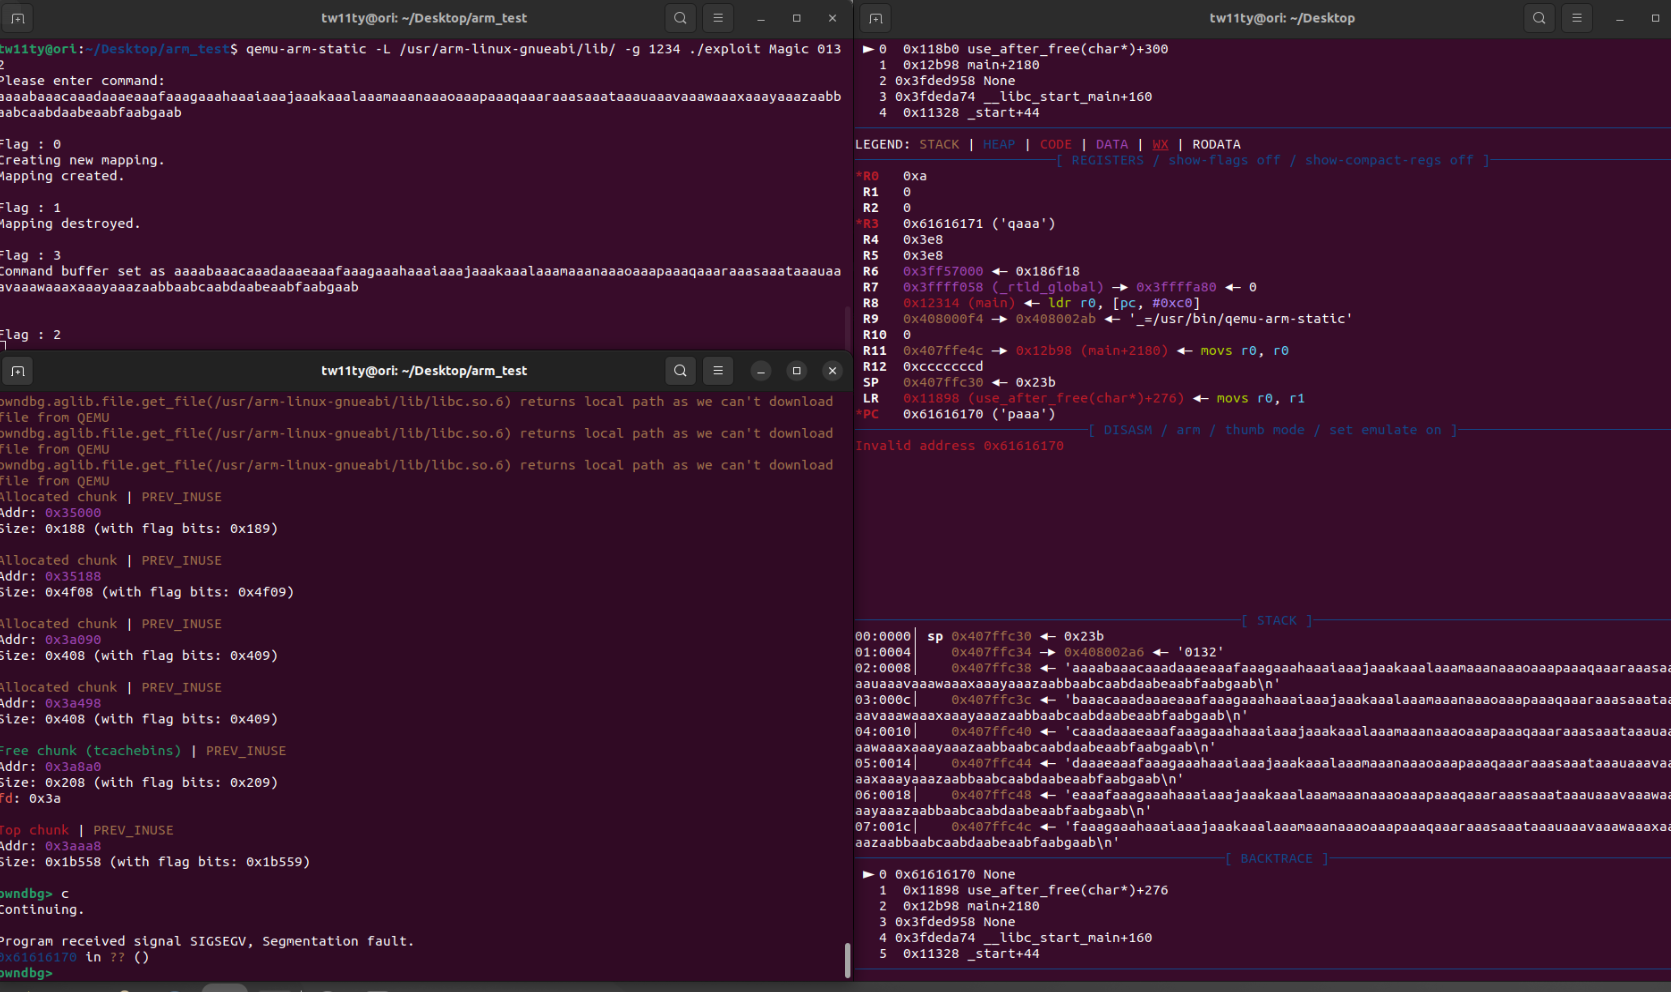 tw11ty@ori: ~/Desktop/arm_test
tw11ty@ori:~/Desktop/arm_test$ qemu-arm-static -L /usr/arm-linux-gnueabi/lib/ -g 1234 ./exploit Magic 013
2
Please enter command:
aaaabaaacaaadaaaeaaafaaagaaahaaaiaaajaaakaaalaaamaaanaaaoaaapaaaqaaaraaasaaataaauaaavaaawaaaxaaayaaazaabb
aabcaabdaabeaabfaabgaab
Flag : 0
Creating new mapping.
Mapping created.
Flag : 1
Mapping destroyed.
Flag : 3
Command buffer set as aaaabaaacaaadaaaeaaafaaagaaahaaaiaaajaaakaaalaaamaaanaaaoaaapaaaqaaaraaasaaataaauaa
avaaawaaaxaaayaaazaabbaabcaabdaabeaabfaabgaab
Flag : 2
tw11ty@ori: ~/Desktop/arm_test
pwndbg.aglib.file.get_file(/usr/arm-linux-gnueabi/lib/libc.so.6) returns local path as we can't download
file from QEMU
pwndbg.aglib.file.get_file(/usr/arm-linux-gnueabi/lib/libc.so.6) returns local path as we can't download
file from QEMU
pwndbg.aglib.file.get_file(/usr/arm-linux-gnueabi/lib/libc.so.6) returns local path as we can't download
file from QEMU
Allocated chunk | PREV_INUSE
Addr: 0x35000
Size: 0x188 (with flag bits: 0x189)
Allocated chunk | PREV_INUSE
Addr: 0x35188
Size: 0x4f08 (with flag bits: 0x4f09)
Allocated chunk | PREV_INUSE
Addr: 0x3a090
Size: 0x408 (with flag bits: 0x409)
Allocated chunk | PREV_INUSE
Addr: 0x3a498
Size: 0x408 (with flag bits: 0x409)
Free chunk (tcachebins) | PREV_INUSE
Addr: 0x3a8a0
Size: 0x208 (with flag bits: 0x209)
fd: 0x3a
Top chunk | PREV_INUSE
Addr: 0x3aaa8
Size: 0x1b558 (with flag bits: 0x1b559)
pwndbg> c
Continuing.
Program received signal SIGSEGV, Segmentation fault.
0x61616170 in ?? ()
pwndbg>
tw11ty@ori: ~/Desktop
► 0 0x118b0 use_after_free(char*)+300
1 0x12b98 main+2180
2 0x3fded958 None
3 0x3fdeda74 __libc_start_main+160
4 0x11328 _start+44
LEGEND: STACK | HEAP | CODE | DATA | WX | RODATA
[ REGISTERS / show-flags off / show-compact-regs off ]
*R0 0xa
R1 0
R2 0
*R3 0x61616171 ('qaaa')
R4 0x3e8
R5 0x3e8
R6 0x3ff57000 ◂— 0x186f18
R7 0x3ffff058 (_rtld_global) —▸ 0x3ffffa80 ◂— 0
R8 0x12314 (main) ◂— ldr r0, [pc, #0xc0]
R9 0x408000f4 —▸ 0x408002ab ◂— '_=/usr/bin/qemu-arm-static'
R10 0
R11 0x407ffe4c —▸ 0x12b98 (main+2180) ◂— movs r0, r0
R12 0xcccccccd
SP 0x407ffc30 ◂— 0x23b
LR 0x11898 (use_after_free(char*)+276) ◂— movs r0, r1
*PC 0x61616170 ('paaa')
[ DISASM / arm / thumb mode / set emulate on ]
Invalid address 0x61616170
[ STACK ]
00:0000│ sp 0x407ffc30 ◂— 0x23b
01:0004│ 0x407ffc34 —▸ 0x408002a6 ◂— '0132'
02:0008│ 0x407ffc38 ◂— 'aaaabaaacaaadaaaeaaafaaagaaahaaaiaaajaaakaaalaaamaaanaaaoaaapaaaqaaaraaasaa
aauaaavaaawaaaxaaayaaazaabbaabcaabdaabeaabfaabgaab\n'
03:000c│ 0x407ffc3c ◂— 'baaacaaadaaaeaaafaaagaaahaaaiaaajaaakaaalaaamaaanaaaoaaapaaaqaaaraaasaaataa
aavaaawaaaxaaayaaazaabbaabcaabdaabeaabfaabgaab\n'
04:0010│ 0x407ffc40 ◂— 'caaadaaaeaaafaaagaaahaaaiaaajaaakaaalaaamaaanaaaoaaapaaaqaaaraaasaaataaauaa
aawaaaxaaayaaazaabbaabcaabdaabeaabfaabgaab\n'
05:0014│ 0x407ffc44 ◂— 'daaaeaaafaaagaaahaaaiaaajaaakaaalaaamaaanaaaoaaapaaaqaaaraaasaaataaauaaavaa
aaxaaayaaazaabbaabcaabdaabeaabfaabgaab\n'
06:0018│ 0x407ffc48 ◂— 'eaaafaaagaaahaaaiaaajaaakaaalaaamaaanaaaoaaapaaaqaaaraaasaaataaauaaavaaawaa
aayaaazaabbaabcaabdaabeaabfaabgaab\n'
07:001c│ 0x407ffc4c ◂— 'faaagaaahaaaiaaajaaakaaalaaamaaanaaaoaaapaaaqaaaraaasaaataaauaaavaaawaaaxaa
aazaabbaabcaabdaabeaabfaabgaab\n'
[ BACKTRACE ]
► 0 0x61616170 None
1 0x11898 use_after_free(char*)+276
2 0x12b98 main+2180
3 0x3fded958 None
4 0x3fdeda74 __libc_start_main+160
5 0x11328 _start+44